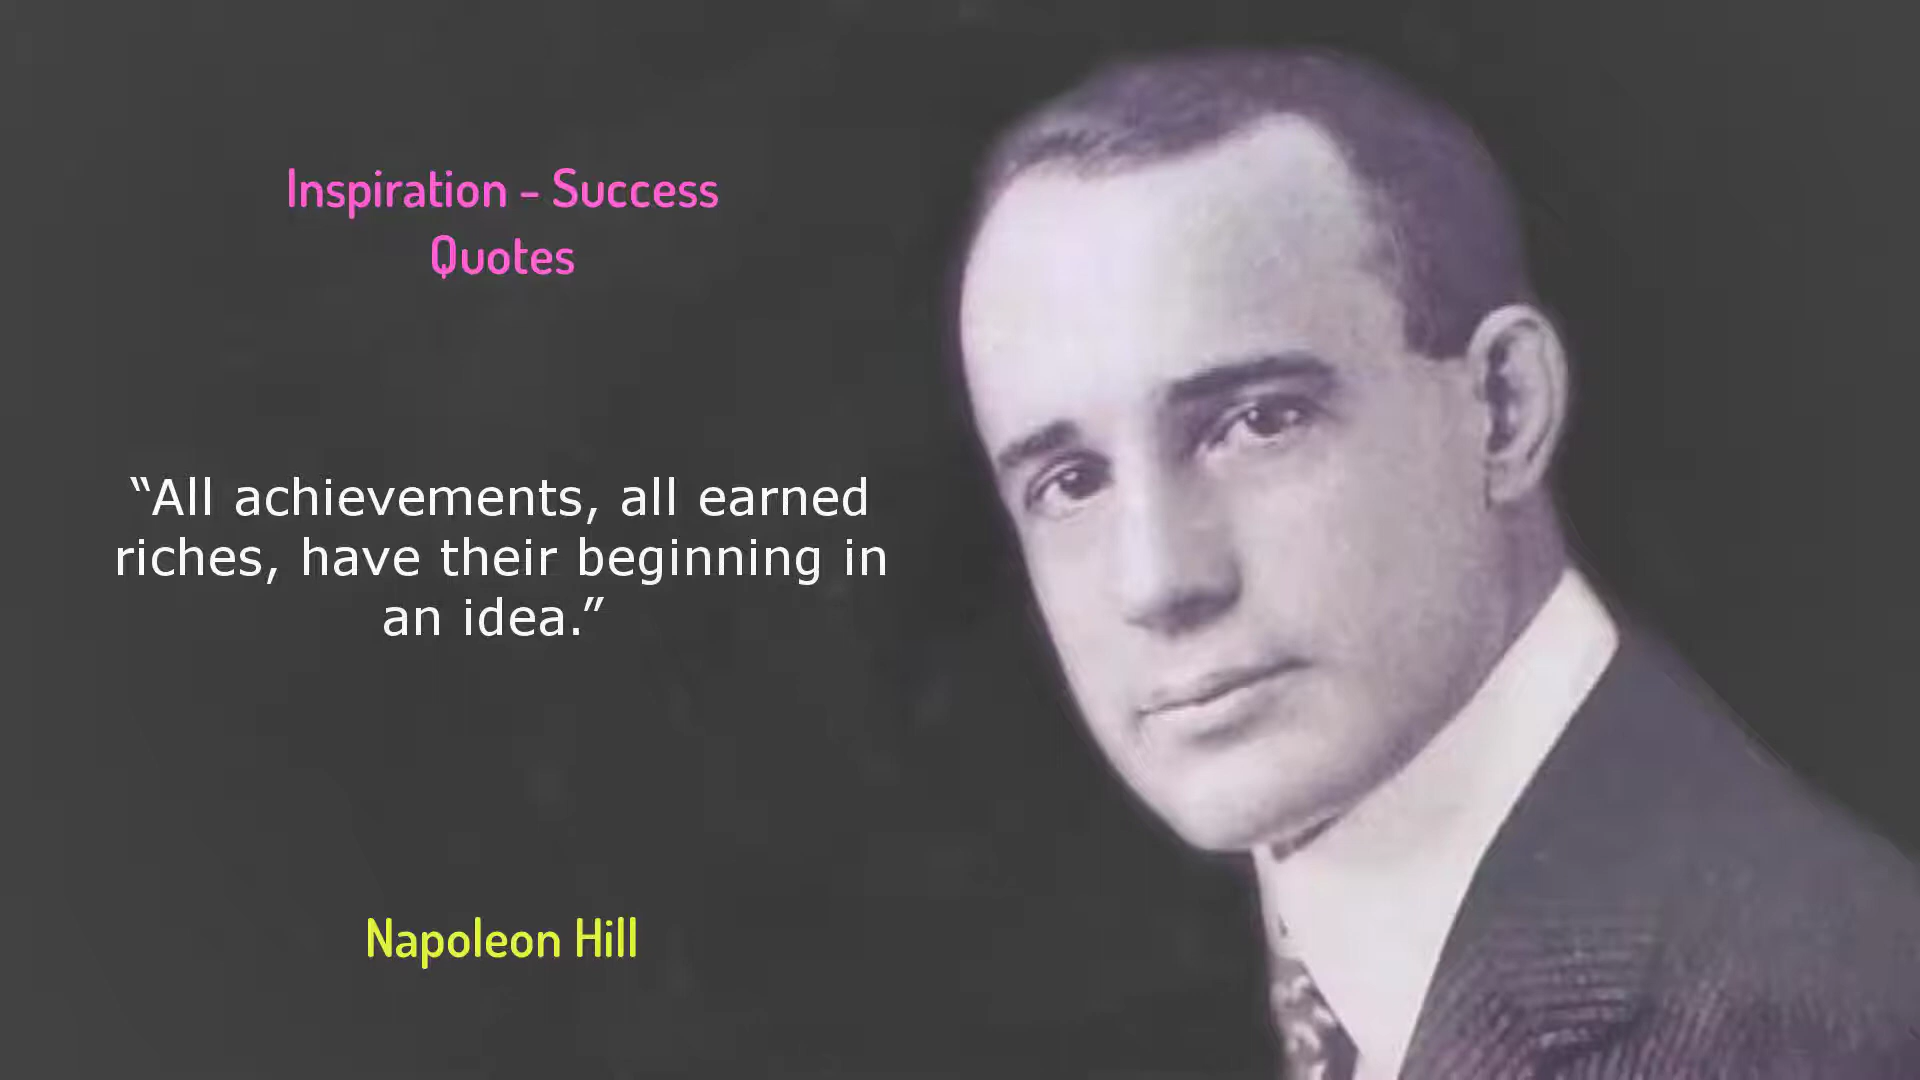 Inspiration - Success
Quotes
“All achievements, all earned
riches, have their beginning in
an idea.”
Napoleon Hill